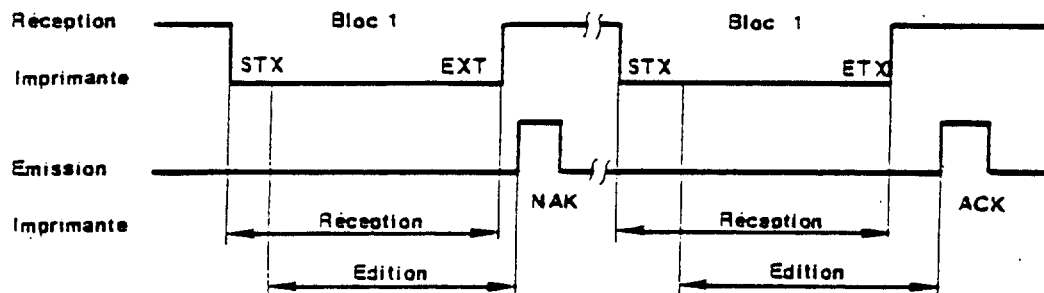 Réception Bloc 1 Bloc 1
Imprimante STX EXT STX ETX
Emission
NAK ACK
Imprimante Réception Réception
Edition Edition